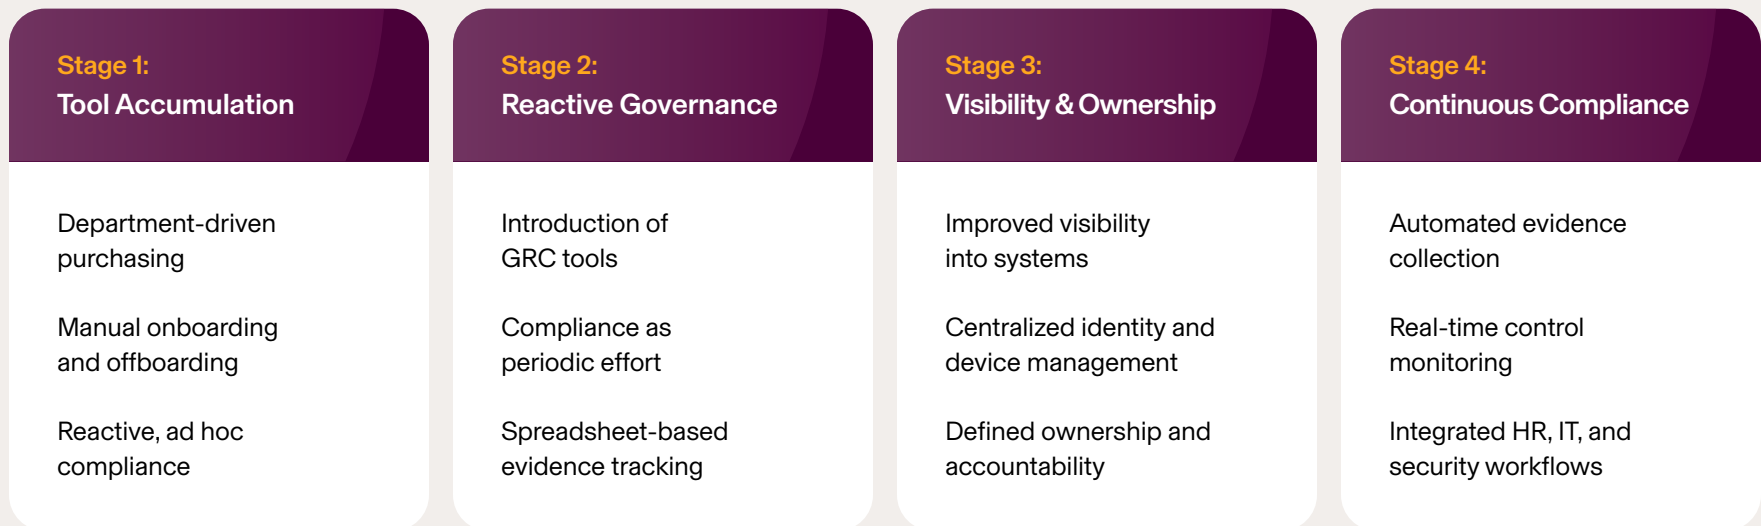 Stage 1:
Tool Accumulation
Department-driven
purchasing
Manual onboarding
and offboarding
Reactive, ad hoc
compliance
Stage 2:
Reactive Governance
Introduction of
GRC tools
Compliance as
periodic effort
Spreadsheet-based
evidence tracking
Stage 3:
Visibility & Ownership
Improved visibility
into systems
Centralized identity and
device management
Defined ownership and
accountability
Stage 4:
Continuous Compliance
Automated evidence
collection
Real-time control
monitoring
Integrated HR, IT, and
security workflows